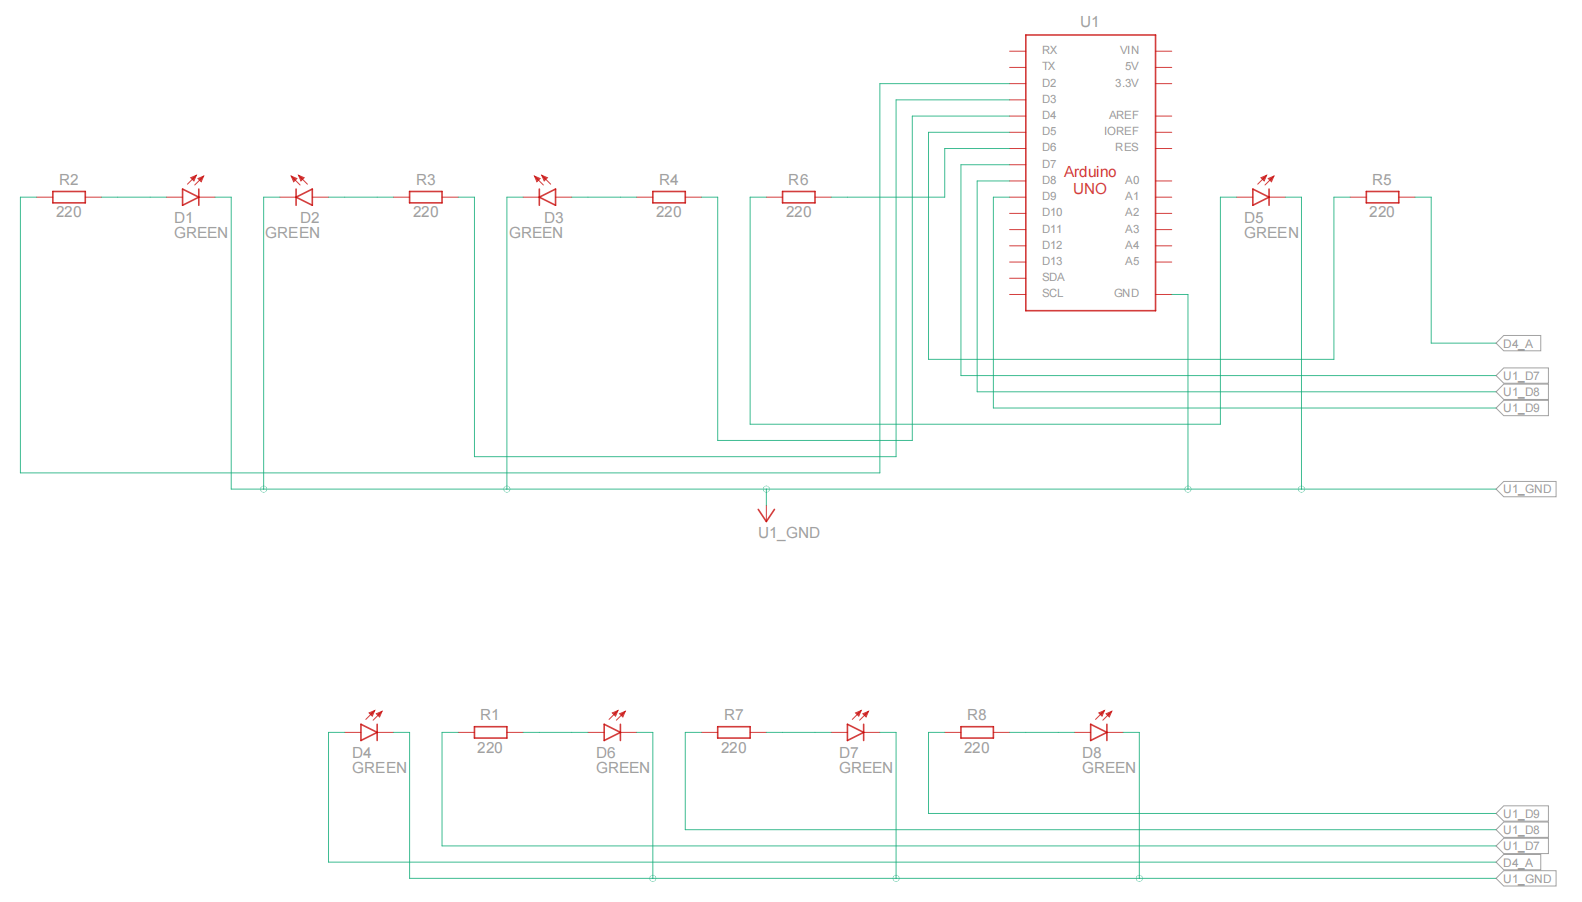 U1
RX VIN
TX 5V
D2 3.3V
D3
D4 AREF
D5 IOREF
D6 RES
D7
Arduino
UNO
D8 A0
D9 A1
D10 A2
D11 A3
D12 A4
D13 A5
SDA
SCL GND
R2
220
D1
GREEN
D2
GREEN
R3
220
D3
GREEN
R4
220
R6
220
D5
GREEN
R5
220
D4_A
U1_D7
U1_D8
U1_D9
U1_GND
U1_GND
D4
GREEN
R1
220
D6
GREEN
R7
220
D7
GREEN
R8
220
D8
GREEN
U1_D9
U1_D8
U1_D7
D4_A
U1_GND